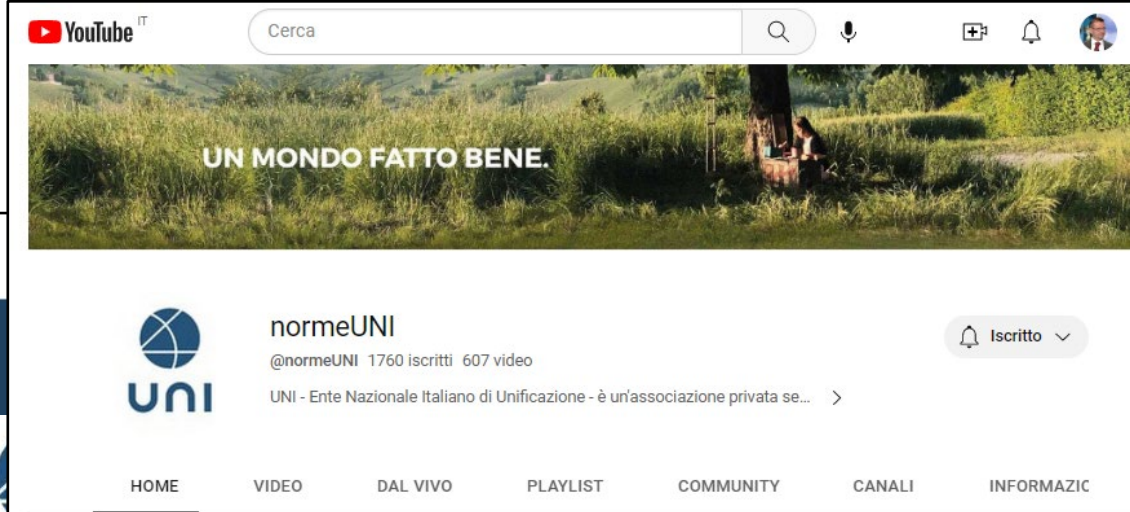 YouTube IT
Cerca
UN MONDO FATTO BENE.
normeUNI
@normeUNI 1760 iscritti 607 video
UNI - Ente Nazionale Italiano di Unificazione - è un'associazione privata se...
Iscritto
UNI
HOME VIDEO DAL VIVO PLAYLIST COMMUNITY CANALI INFORMAZIC